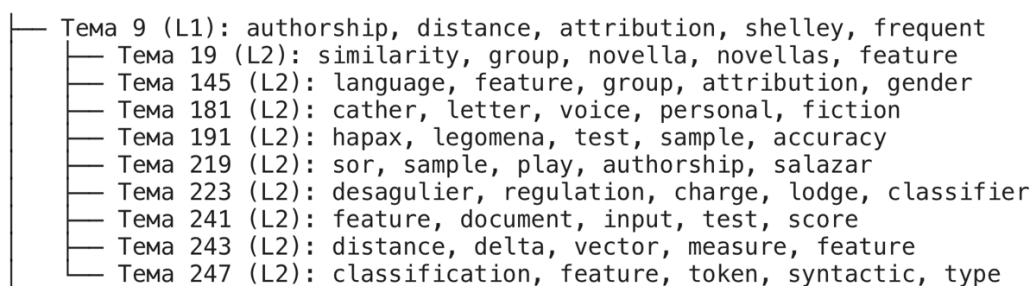 Тема 9 (L1): authorship, distance, attribution, shelley, frequent
Тема 19 (L2): similarity, group, novella, novellas, feature
Тема 145 (L2): language, feature, group, attribution, gender
Тема 181 (L2): cather, letter, voice, personal, fiction
Тема 191 (L2): hapax, legomena, test, sample, accuracy
Тема 219 (L2): sor, sample, play, authorship, salazar
Тема 223 (L2): desagulier, regulation, charge, lodge, classifier
Тема 241 (L2): feature, document, input, test, score
Тема 243 (L2): distance, delta, vector, measure, feature
Тема 247 (L2): classification, feature, token, syntactic, type